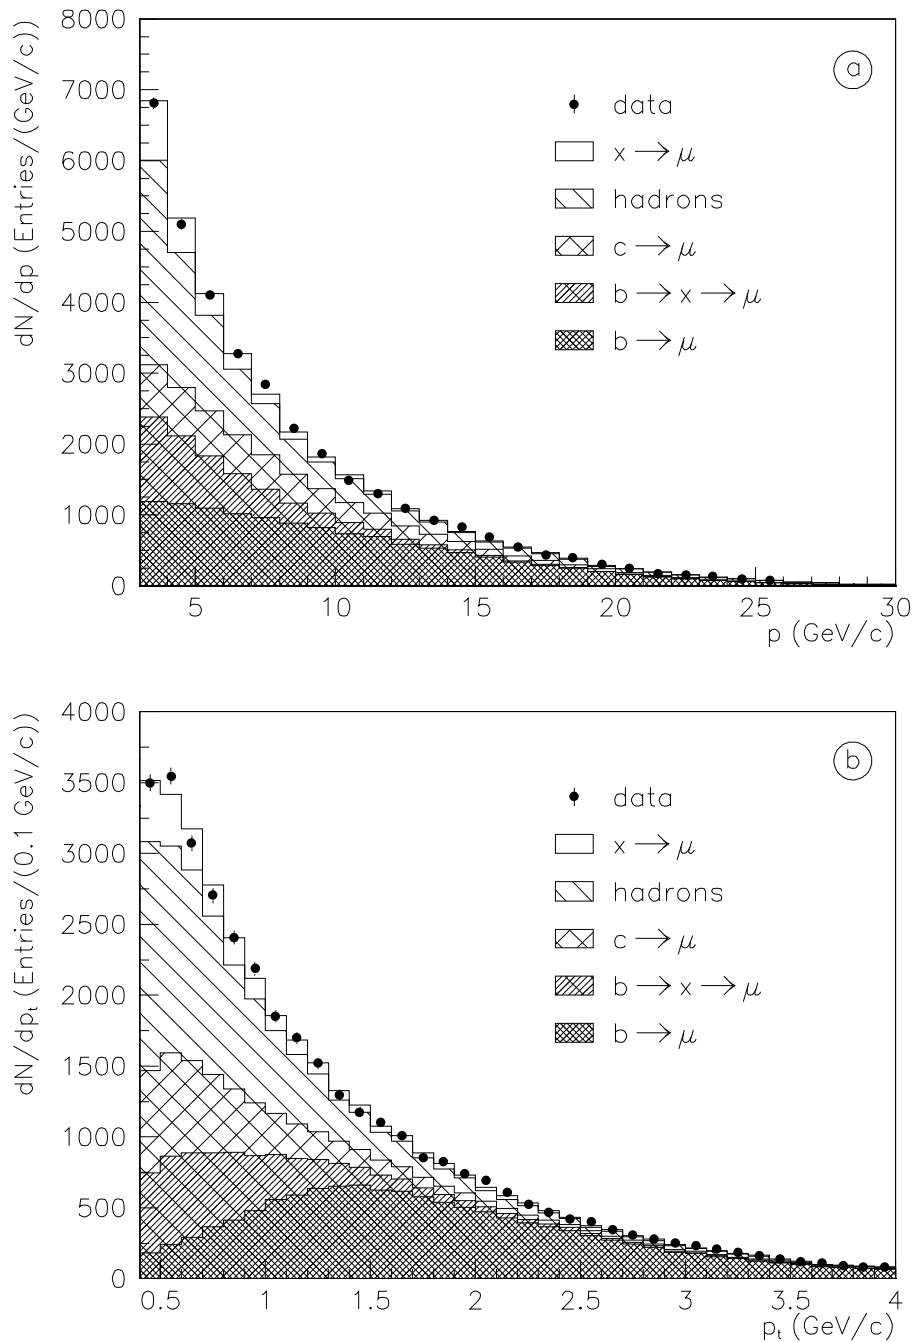 dN/dp (Entries/(GeV/c))
8000
7000
6000
5000
4000
3000
2000
1000
0
a
data
x → μ
hadrons
c → μ
b → x → μ
b → μ
5 10 15 20 25 30
p (GeV/c)
dN/dpt (Entries/(0.1 GeV/c))
4000
3500
3000
2500
2000
1500
1000
500
0
b
data
x → μ
hadrons
c → μ
b → x → μ
b → μ
0.5 1 1.5 2 2.5 3 3.5 4
pt (GeV/c)